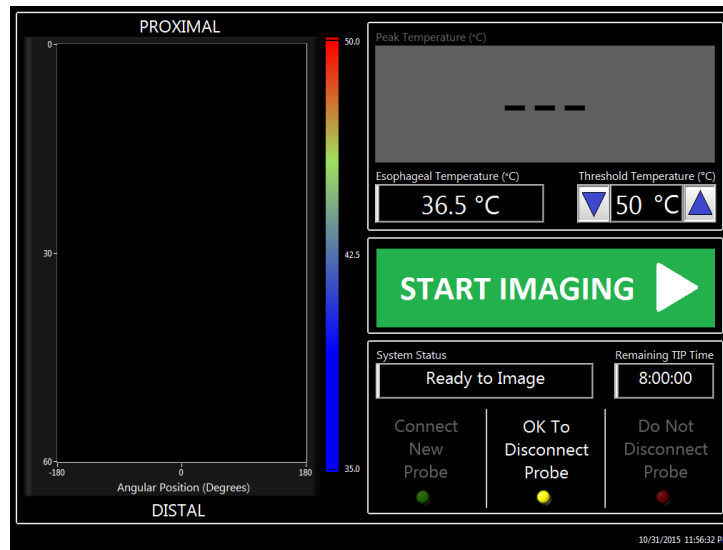 PROXIMAL
0
30
60
-180
0
180
Angular Position (Degrees)
DISTAL
50.0
42.5
35.0
Peak Temperature (°C)
---
Esophageal Temperature (°C)
36.5 °C
Threshold Temperature (°C)
50 °C
START IMAGING
System Status
Ready to Image
Remaining TIP Time
8:00:00
Connect
New
Probe
OK To
Disconnect
Probe
Do Not
Disconnect
Probe
10/31/2015 11:56:32 P